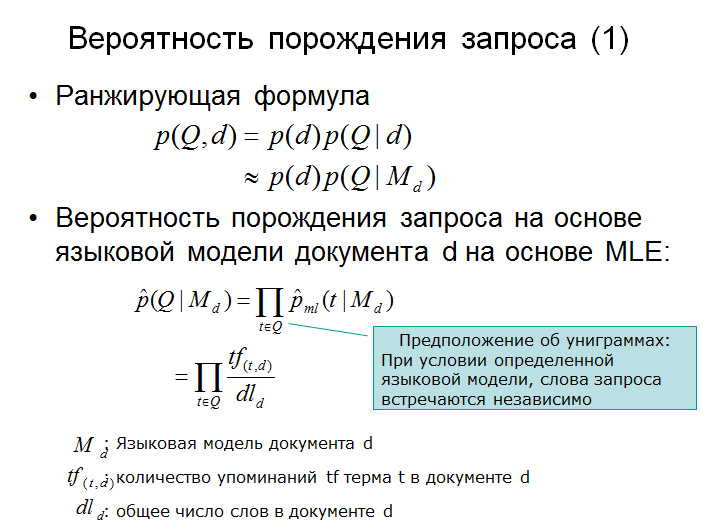 Вероятность порождения запроса (1)
• Ранжирующая формула
p(Q,d) = p(d)p(Q|d)
≈ p(d)p(Q|M_d)
• Вероятность порождения запроса на основе
языковой модели документа d на основе MLE:
p̂(Q|M_d) = ∏_{t∈Q} p̂_{ml}(t|M_d)
Предположение об униграммах:
При условии определенной
языковой модели, слова запроса
встречаются независимо
= ∏_{t∈Q} tf_{(t,d)} / dl_d
M_d : Языковая модель документа d
tf_{(t,d)} : количество упоминаний tf терма t в документе d
dl_d : общее число слов в документе d